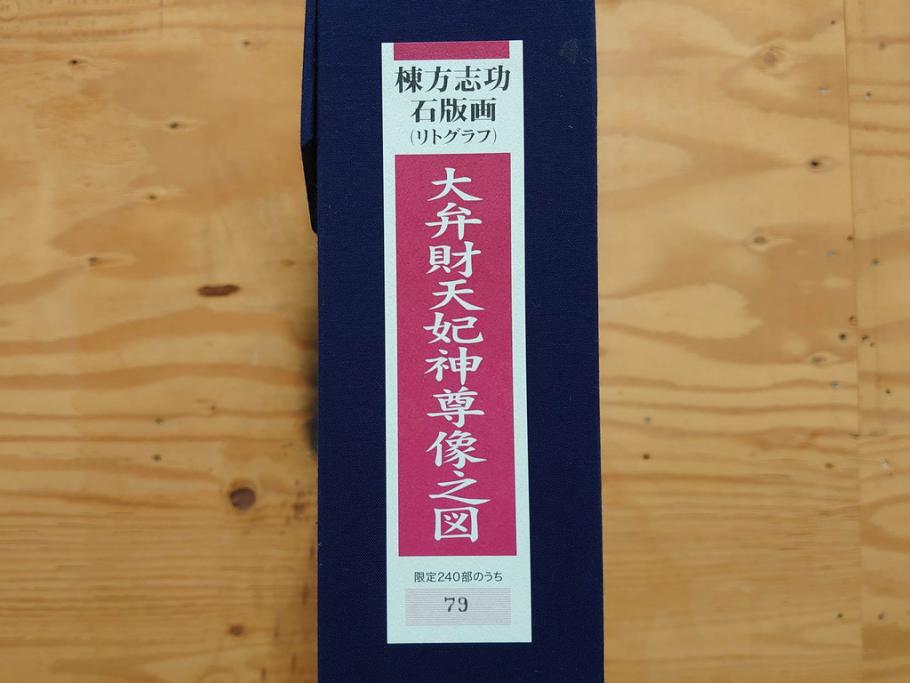 棟方志功
石版画
(リトグラフ)
大弁財天妃神尊像之図
限定240部のうち
79